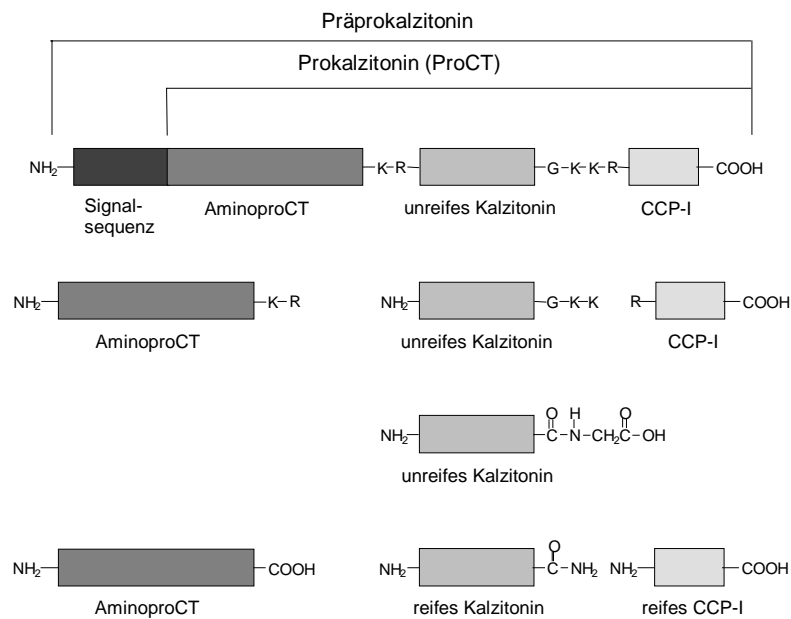 Präprokalzitonin
Prokalzitonin (ProCT)
NH2 K-R G-K-K-R COOH
Signal-
sequenz
AminoproCT
unreifes Kalzitonin
CCP-I
NH2 K-R NH2 G-K-K R COOH
AminoproCT unreifes Kalzitonin CCP-I
O H O
NH2 C-N-CH2C-OH
unreifes Kalzitonin
O
NH2 COOH NH2 C-NH2 NH2 COOH
AminoproCT reifes Kalzitonin reifes CCP-I